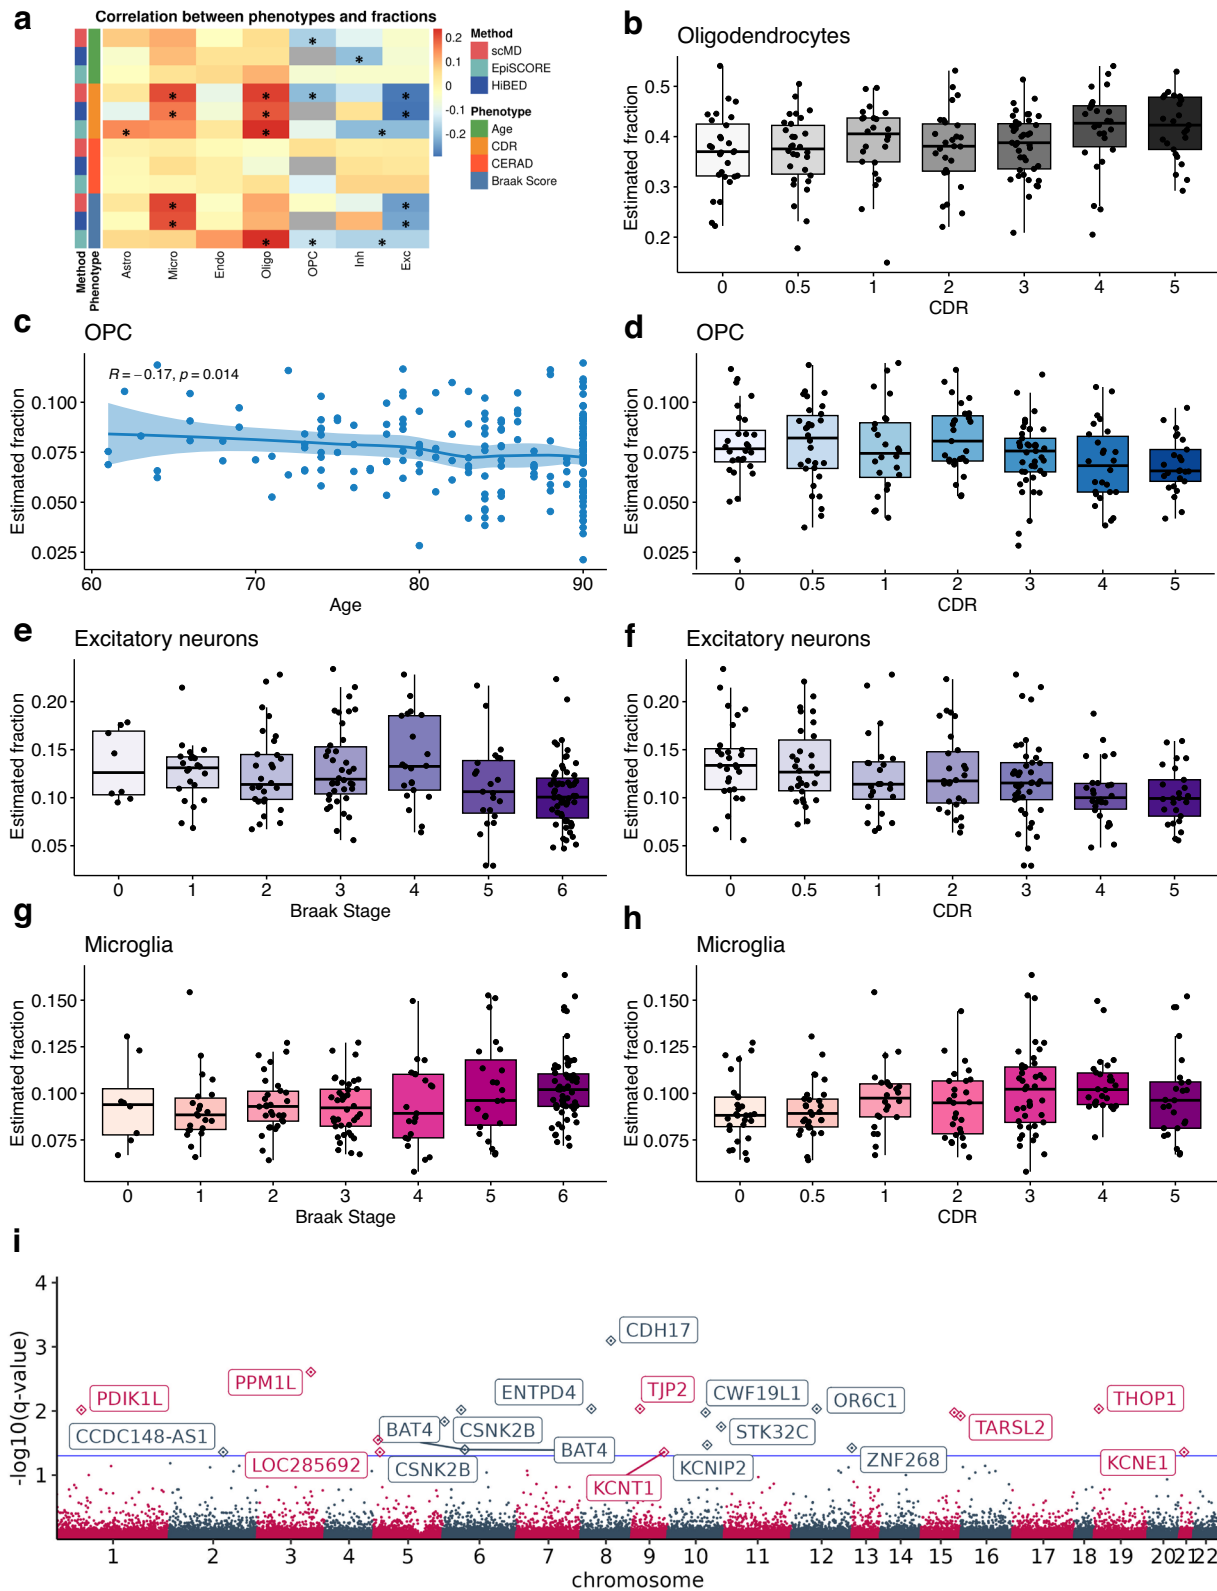 a
Correlation between phenotypes and fractions
* * * * * * * * * * * * * * * * * * * *
0.2
0.1
0
-0.1
-0.2
Method
scMD
EpiSCORE
HiBED
Phenotype
Age
CDR
CERAD
Braak Score
Method
Phenotype
Astro
Micro
Endo
Oligo
OPC
Inh
Exc
b
Oligodendrocytes
Estimated fraction
0.5
0.4
0.3
0.2
0 0.5 1 2 3 4 5
CDR
c
OPC
R = −0.17, p = 0.014
Estimated fraction
0.100
0.075
0.050
0.025
60 70 80 90
Age
d
OPC
Estimated fraction
0.100
0.075
0.050
0.025
0 0.5 1 2 3 4 5
CDR
e
Excitatory neurons
Estimated fraction
0.20
0.15
0.10
0.05
0 1 2 3 4 5 6
Braak Stage
f
Excitatory neurons
Estimated fraction
0.20
0.15
0.10
0.05
0 0.5 1 2 3 4 5
CDR
g
Microglia
Estimated fraction
0.150
0.125
0.100
0.075
0 1 2 3 4 5 6
Braak Stage
h
Microglia
Estimated fraction
0.150
0.125
0.100
0.075
0 0.5 1 2 3 4 5
CDR
i
-log10(q-value)
4
3
2
1
CDH17
PPM1L
PDIK1L
ENTPD4
TJP2
CWF19L1
OR6C1
THOP1
CCDC148-AS1
BAT4
CSNK2B
STK32C
TARSL2
LOC285692
CSNK2B
BAT4
KCNT1
KCNIP2
ZNF268
KCNE1
1 2 3 4 5 6 7 8 9 10 11 12 13 14 15 16 17 18 19 20 21 22
chromosome